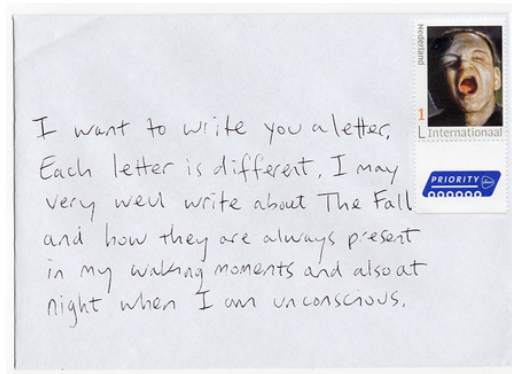 Nederland
1
L Internationaal
PRIORITY
I want to write you a letter.
Each letter is different. I may
very well write about The Fall
and how they are always present
in my waking moments and also at
night when I am unconscious.